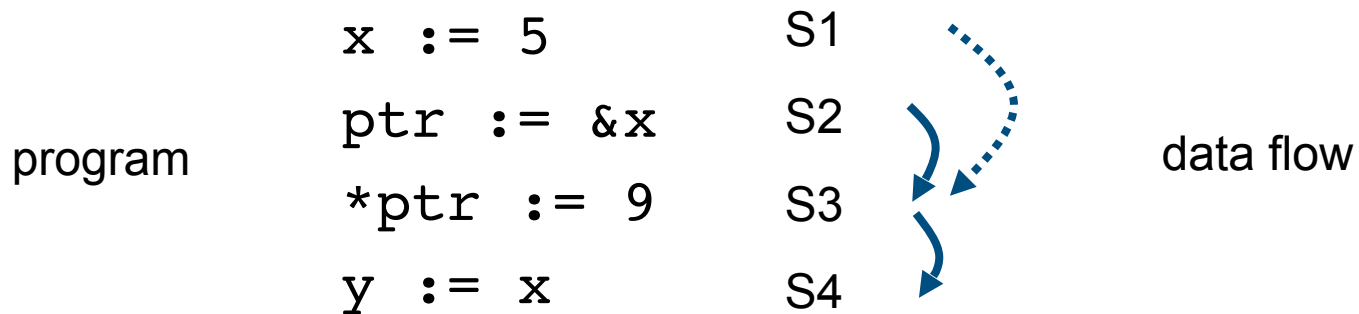 x := 5 S1
ptr := &x S2
program data flow
*ptr := 9 S3
y := x S4